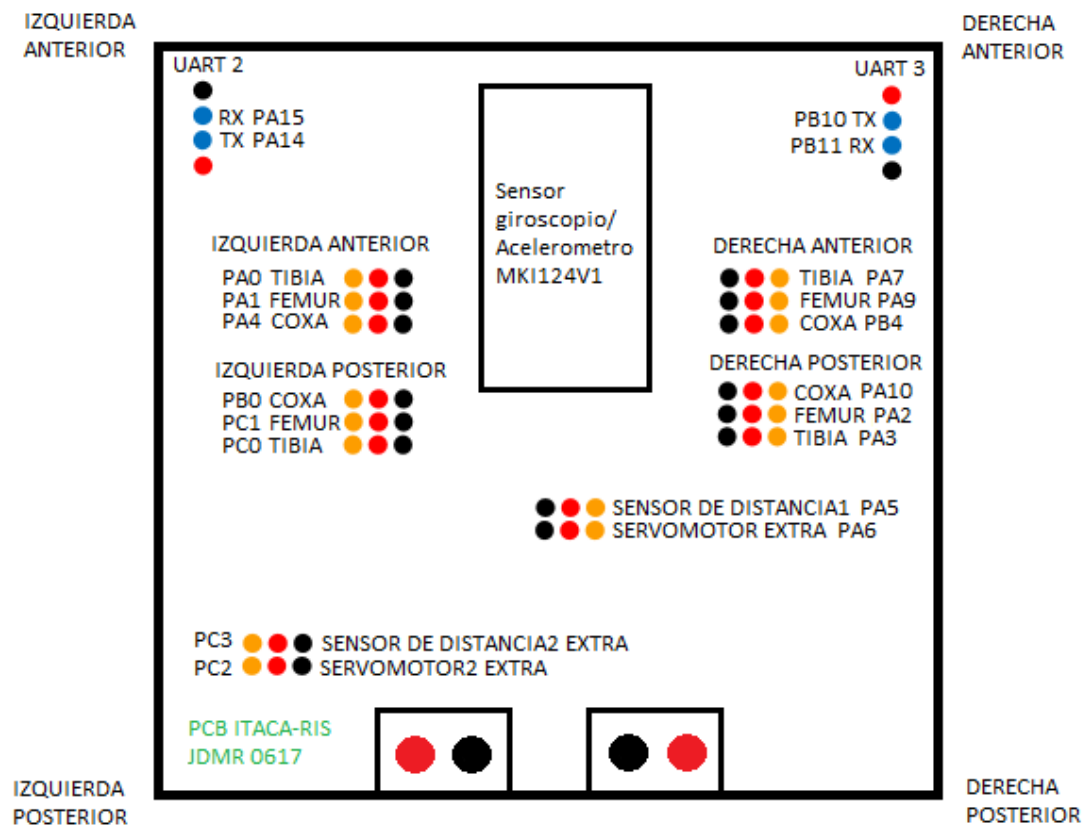 IZQUIERDA
ANTERIOR
DERECHA
ANTERIOR
UART 2
RX PA15
TX PA14
UART 3
PB10 TX
PB11 RX
Sensor
giroscopio/
Acelerometro
MKI124V1
IZQUIERDA ANTERIOR
PA0 TIBIA
PA1 FEMUR
PA4 COXA
DERECHA ANTERIOR
TIBIA PA7
FEMUR PA9
COXA PB4
IZQUIERDA POSTERIOR
PB0 COXA
PC1 FEMUR
PC0 TIBIA
DERECHA POSTERIOR
COXA PA10
FEMUR PA2
TIBIA PA3
SENSOR DE DISTANCIA1 PA5
SERVOMOTOR EXTRA PA6
PC3 SENSOR DE DISTANCIA2 EXTRA
PC2 SERVOMOTOR2 EXTRA
PCB ITACA-RIS
JDMR 0617
IZQUIERDA
POSTERIOR
DERECHA
POSTERIOR